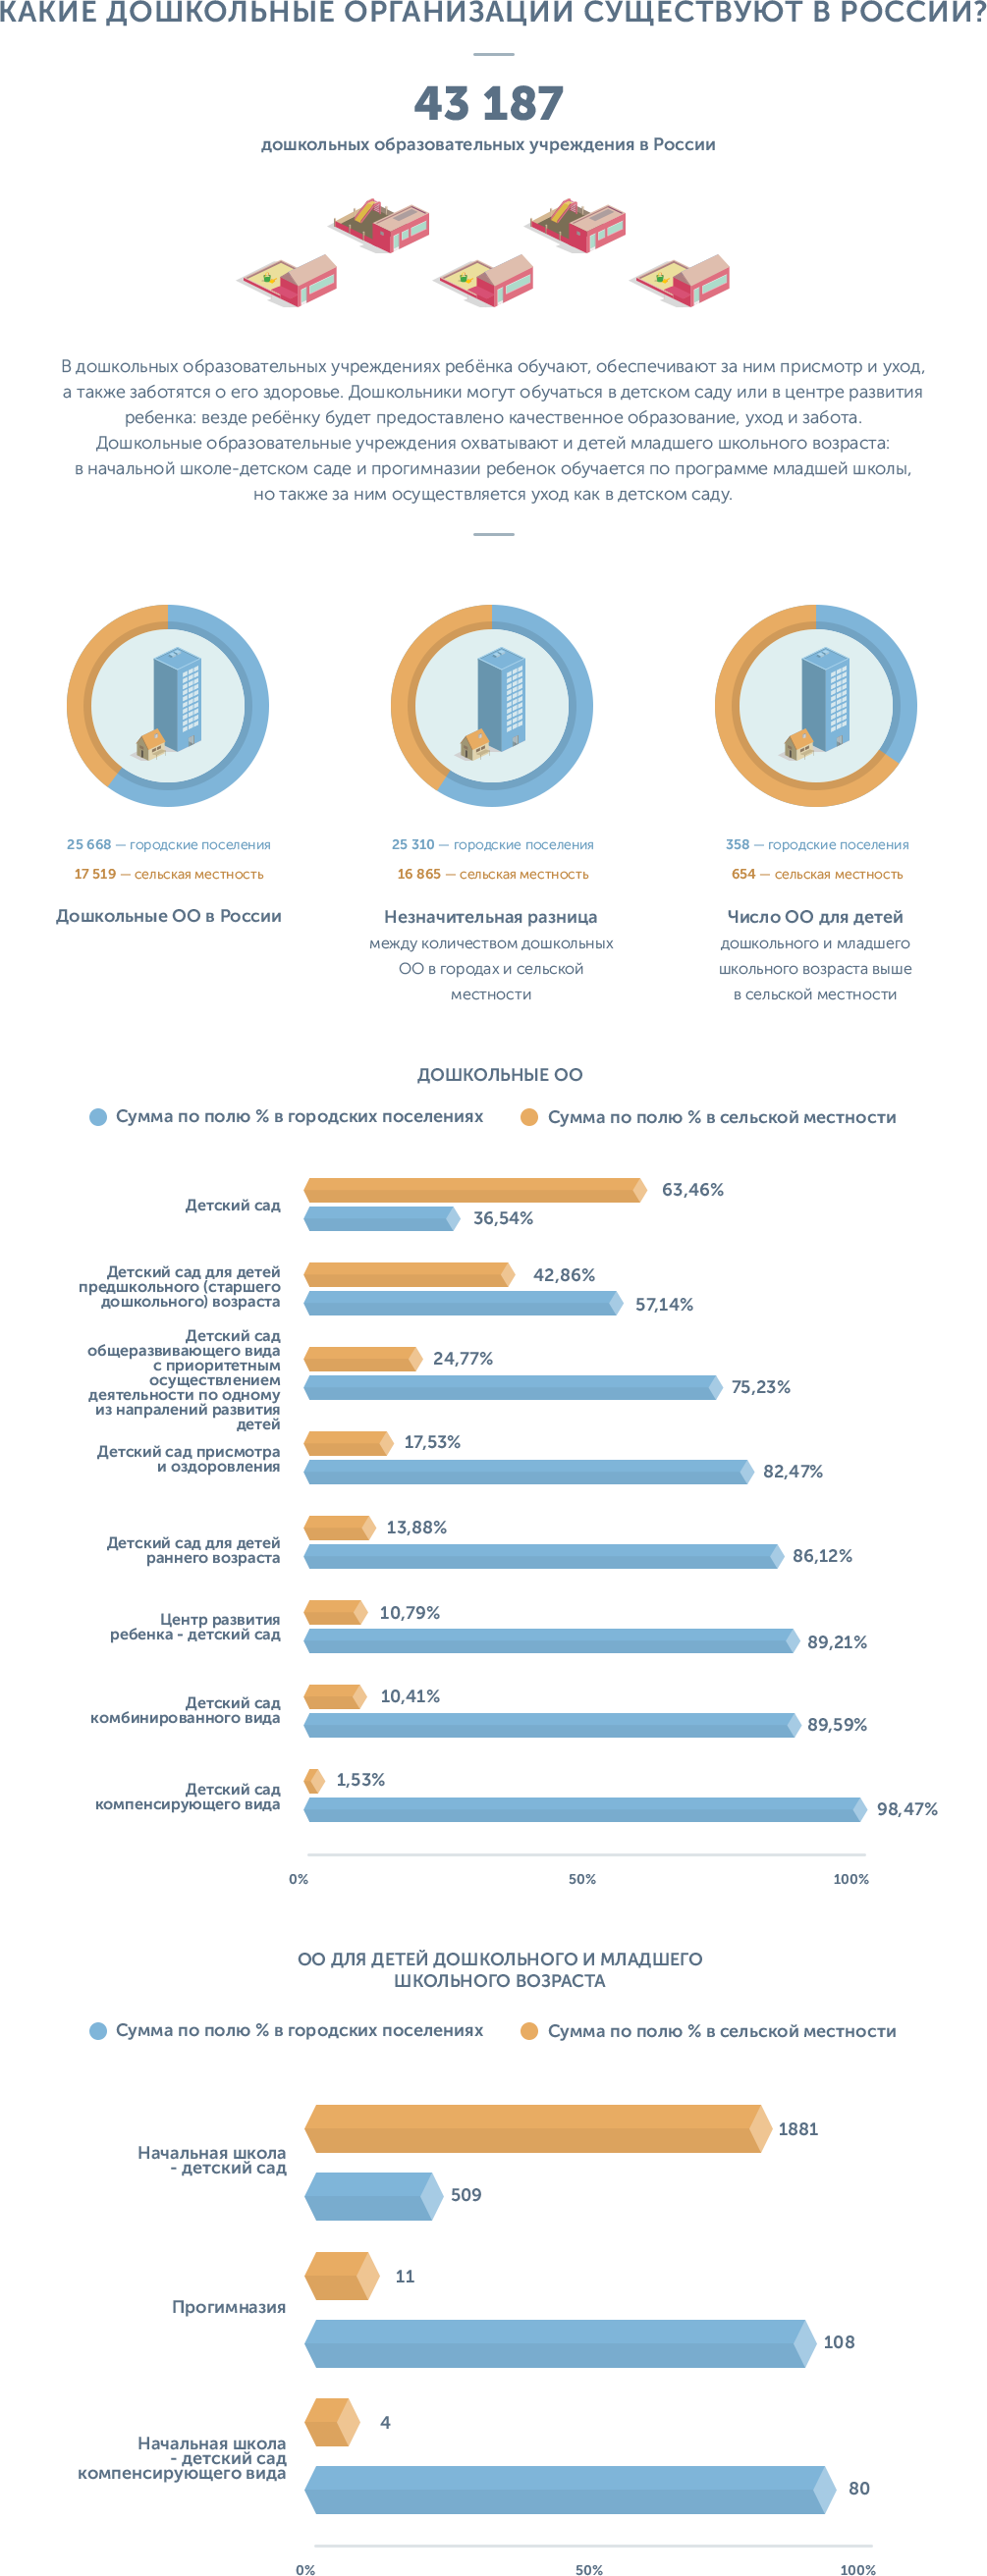 КАКИЕ ДОШКОЛЬНЫЕ ОРГАНИЗАЦИИ СУЩЕСТВУЮТ В РОССИИ?
43 187
дошкольных образовательных учреждения в России
В дошкольных образовательных учреждениях ребёнка обучают, обеспечивают за ним присмотр и уход,
а также заботятся о его здоровье. Дошкольники могут обучаться в детском саду или в центре развития
ребенка: везде ребёнку будет предоставлено качественное образование, уход и забота.
Дошкольные образовательные учреждения охватывают и детей младшего школьного возраста:
в начальной школе-детском саде и прогимназии ребенок обучается по программе младшей школы,
но также за ним осуществляется уход как в детском саду.
25 668 — городские поселения
17 519 — сельская местность
Дошкольные ОО в России
25 310 — городские поселения
16 865 — сельская местность
Незначительная разница
между количеством дошкольных
ОО в городах и сельской
местности
358 — городские поселения
654 — сельская местность
Число ОО для детей
дошкольного и младшего
школьного возраста выше
в сельской местности
ДОШКОЛЬНЫЕ ОО
Сумма по полю % в городских поселениях
Сумма по полю % в сельской местности
Детский сад
63,46%
36,54%
Детский сад для детей
предшкольного (старшего
дошкольного) возраста
42,86%
57,14%
Детский сад
общеразвивающего вида
с приоритетным
осуществлением
деятельности по одному
из напралений развития
детей
24,77%
75,23%
Детский сад присмотра
и оздоровления
17,53%
82,47%
Детский сад для детей
раннего возраста
13,88%
86,12%
Центр развития
ребенка - детский сад
10,79%
89,21%
Детский сад
комбинированного вида
10,41%
89,59%
Детский сад
компенсирующего вида
1,53%
98,47%
0%
50%
100%
ОО ДЛЯ ДЕТЕЙ ДОШКОЛЬНОГО И МЛАДШЕГО
ШКОЛЬНОГО ВОЗРАСТА
Сумма по полю % в городских поселениях
Сумма по полю % в сельской местности
Начальная школа
- детский сад
1881
509
Прогимназия
11
108
Начальная школа
- детский сад
компенсирующего вида
4
80
0%
50%
100%